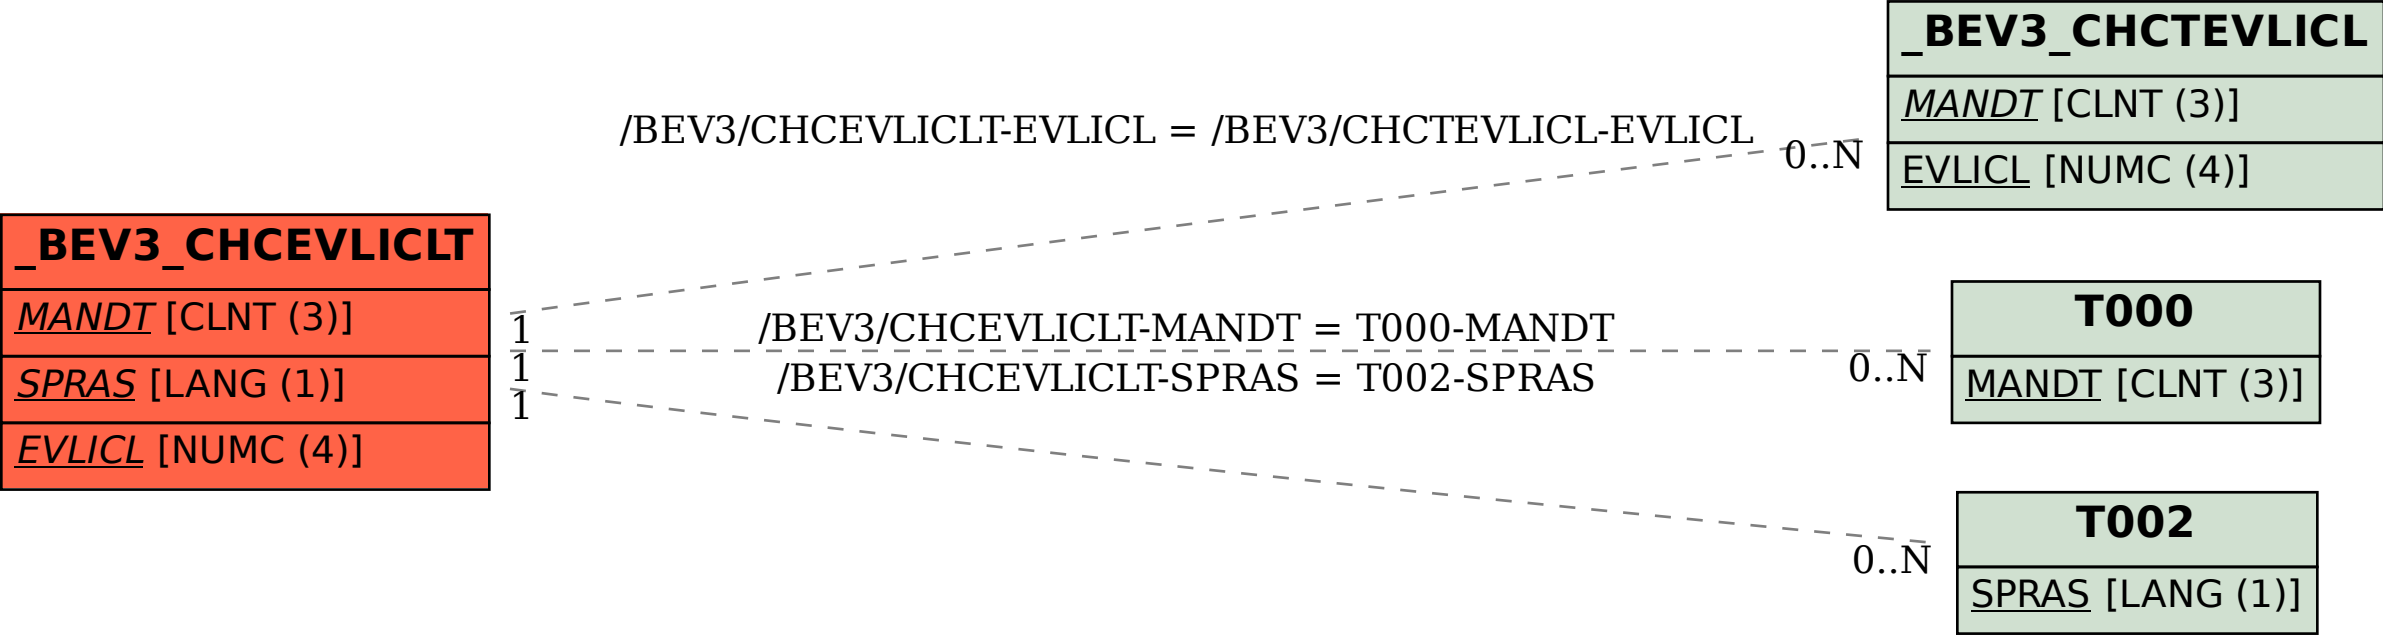 _BEV3_CHCTEVLICL
MANDT [CLNT (3)]
EVLICL [NUMC (4)]
/BEV3/CHCEVLICLT-EVLICL = /BEV3/CHCTEVLICL-EVLICL
0..N
_BEV3_CHCEVLICLT
MANDT [CLNT (3)]
SPRAS [LANG (1)]
EVLICL [NUMC (4)]
1
1
1
/BEV3/CHCEVLICLT-MANDT = T000-MANDT
/BEV3/CHCEVLICLT-SPRAS = T002-SPRAS
0..N
T000
MANDT [CLNT (3)]
0..N
T002
SPRAS [LANG (1)]